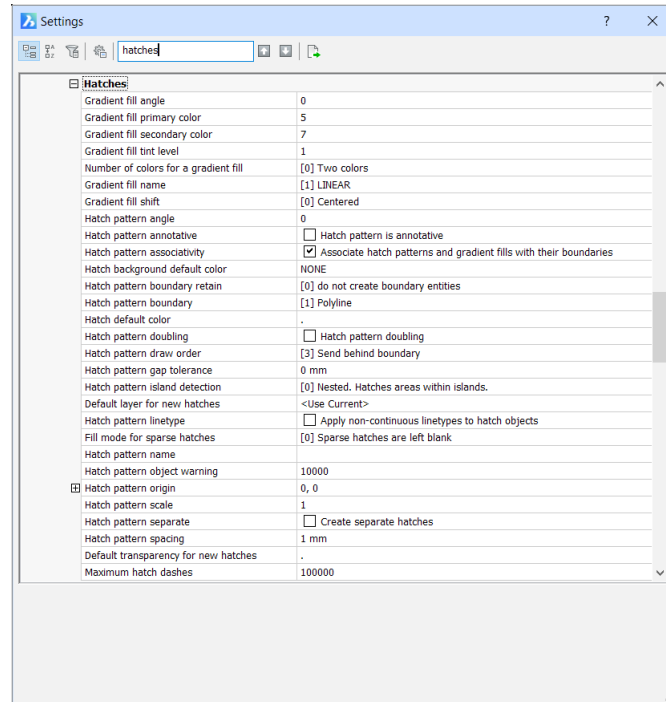 Settings
hatches
Hatches
Gradient fill angle 0
Gradient fill primary color 5
Gradient fill secondary color 7
Gradient fill tint level 1
Number of colors for a gradient fill [0] Two colors
Gradient fill name [1] LINEAR
Gradient fill shift [0] Centered
Hatch pattern angle 0
Hatch pattern annotative Hatch pattern is annotative
Hatch pattern associativity Associate hatch patterns and gradient fills with their boundaries
Hatch background default color NONE
Hatch pattern boundary retain [0] do not create boundary entities
Hatch pattern boundary [1] Polyline
Hatch default color .
Hatch pattern doubling Hatch pattern doubling
Hatch pattern draw order [3] Send behind boundary
Hatch pattern gap tolerance 0 mm
Hatch pattern island detection [0] Nested. Hatches areas within islands.
Default layer for new hatches <Use Current>
Hatch pattern linetype Apply non-continuous linetypes to hatch objects
Fill mode for sparse hatches [0] Sparse hatches are left blank
Hatch pattern name
Hatch pattern object warning 10000
Hatch pattern origin 0, 0
Hatch pattern scale 1
Hatch pattern separate Create separate hatches
Hatch pattern spacing 1 mm
Default transparency for new hatches .
Maximum hatch dashes 100000